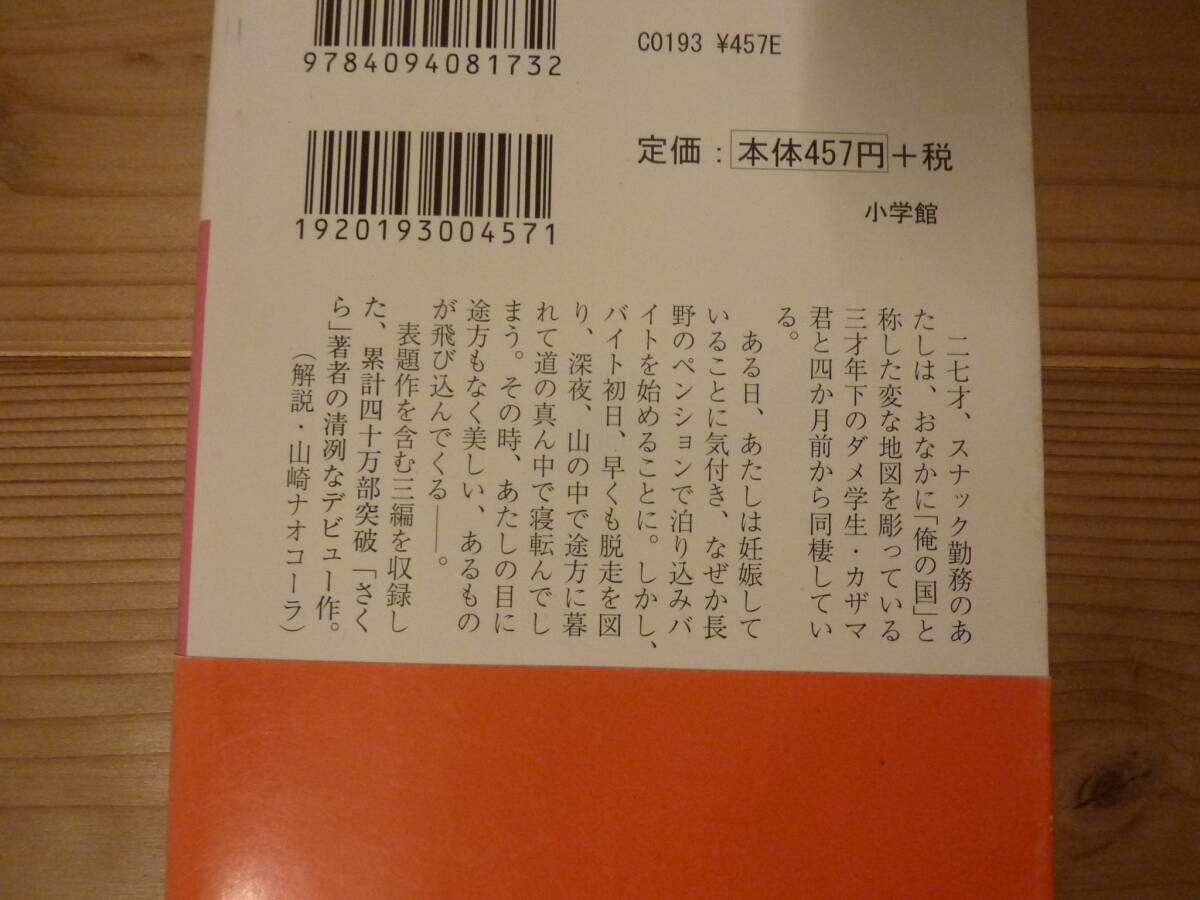 9784094081732
C0193 ¥457E
1920193004571
定価：本体457円+税
小学館
二七才、スナック勤務のあ
たしは、おなかに「俺の国」と
称した変な地図を彫っている
三才年下のダメ学生・カザマ
君と四か月前から同棲してい
る。
ある日、あたしは妊娠して
いることに気付き、なぜか長
野のペンションで泊り込みバ
イトを始めることに。しかし、
バイト初日、早くも脱走を図
り、深夜、山の中で途方に暮
れて道の真ん中で寝転んでし
まう。その時、あたしの目に
途方もなく美しい、あるもの
が飛び込んでくる――。
表題作を含む三編を収録し
た、累計四十万部突破「さく
ら」著者の清冽なデビュー作。
（解説・山崎ナオコーラ）